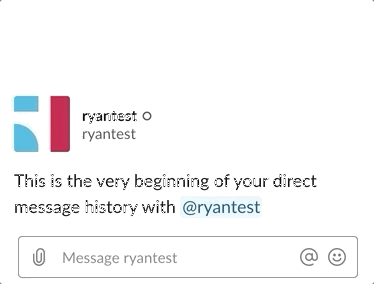 ryantest
ryantest
This is the very beginning of your direct
message history with @ryantest
Message ryantest